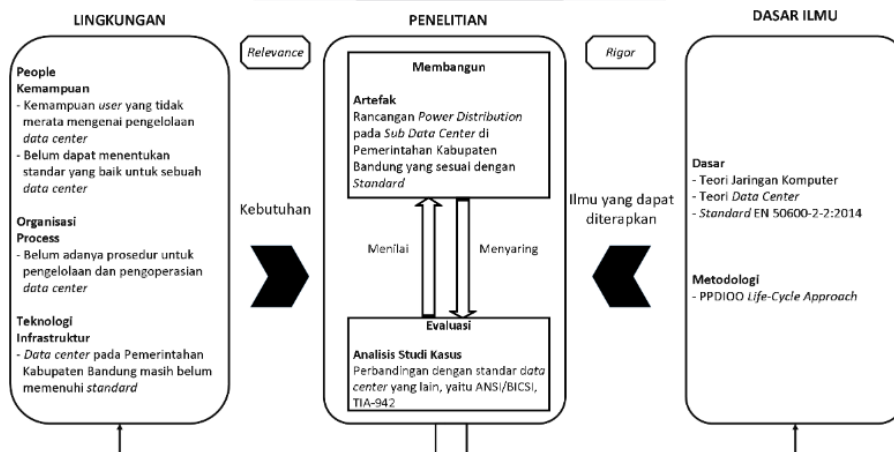 LINGKUNGAN
People
Kemampuan
- Kemampuan user yang tidak
merata mengenai pengelolaan
data center
- Belum dapat menentukan
standar yang baik untuk sebuah
data center
Organisasi
Process
- Belum adanya prosedur untuk
pengelolaan dan pengoperasian
data center
Teknologi
Infrastruktur
- Data center pada Pemerintahan
Kabupaten Bandung masih belum
memenuhi standard
Relevance
Kebutuhan
PENELITIAN
Membangun
Artefak
Rancangan Power Distribution
pada Sub Data Center di
Pemerintahan Kabupaten
Bandung yang sesuai dengan
Standard
Menilai
Menyaring
Evaluasi
Analisis Studi Kasus
Perbandingan dengan standar data
center yang lain, yaitu ANSI/BICSI,
TIA-942
Rigor
Ilmu yang dapat
diterapkan
DASAR ILMU
Dasar
- Teori Jaringan Komputer
- Teori Data Center
- Standard EN 50600-2-2:2014
Metodologi
- PPDIOO Life-Cycle Approach